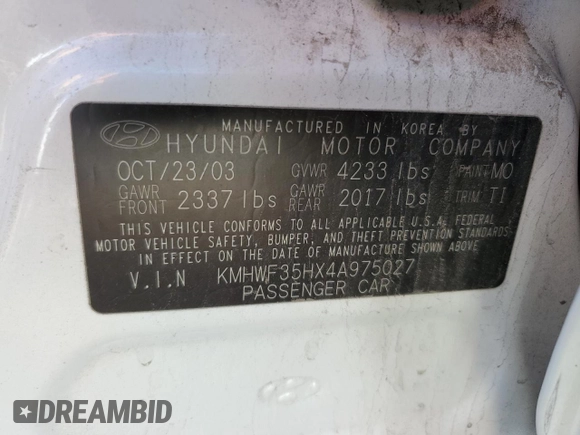 MANUFACTURED IN KOREA BY
HYUNDAI MOTOR COMPANY
OCT/23/03 GVWR 4233 lbs PAINT MO
GAWR FRONT 2337 lbs GAWR REAR 2017 lbs TRIM TI
THIS VEHICLE CONFORMS TO ALL APPLICABLE U.S.A. FEDERAL
MOTOR VEHICLE SAFETY, BUMPER, AND THEFT PREVENTION STANDARDS
IN EFFECT ON THE DATE OF MANUFACTURE SHOWN ABOVE.
V.I.N KMHWF35HX4A975027
PASSENGER CAR
DREAMBID